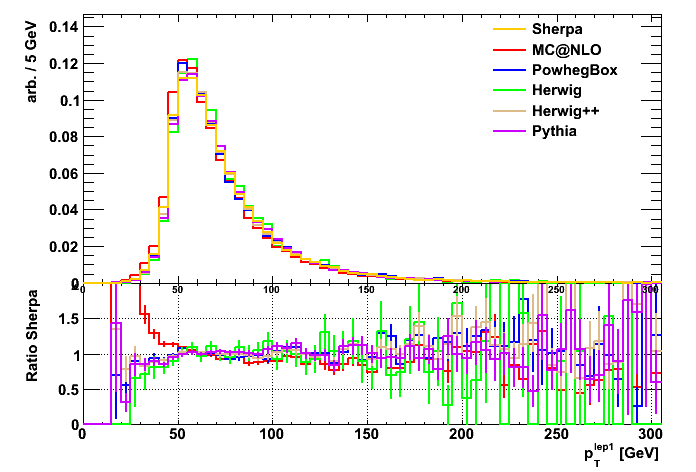 arb. / 5 GeV
0.14
0.12
0.1
0.08
0.06
0.04
0.02
0
Sherpa
MC@NLO
PowhegBox
Herwig
Herwig++
Pythia
0 50 100 150 200 250 300
Ratio Sherpa
2
1.5
1
0.5
0
0 50 100 150 200 250 300
p_T^lep1 [GeV]